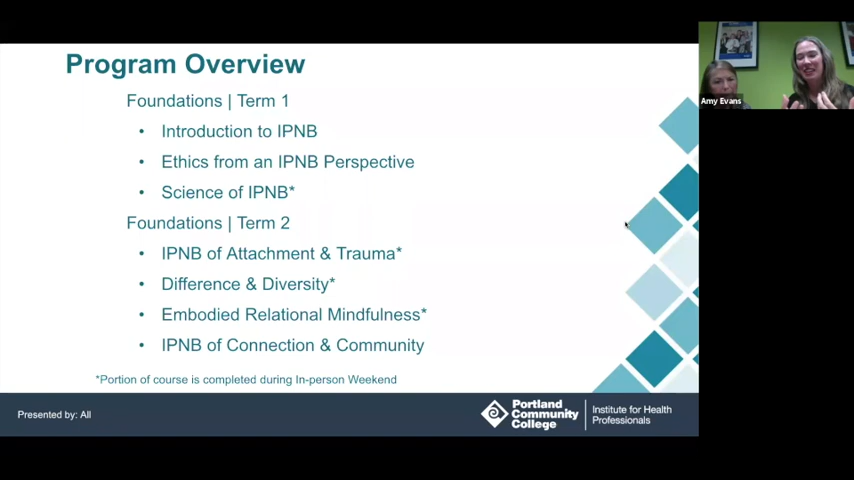 Program Overview
Foundations | Term 1
• Introduction to IPNB
• Ethics from an IPNB Perspective
• Science of IPNB*
Foundations | Term 2
• IPNB of Attachment & Trauma*
• Difference & Diversity*
• Embodied Relational Mindfulness*
• IPNB of Connection & Community
*Portion of course is completed during In-person Weekend
Presented by: All
Portland
Community
College
Institute for Health
Professionals
Amy Evans